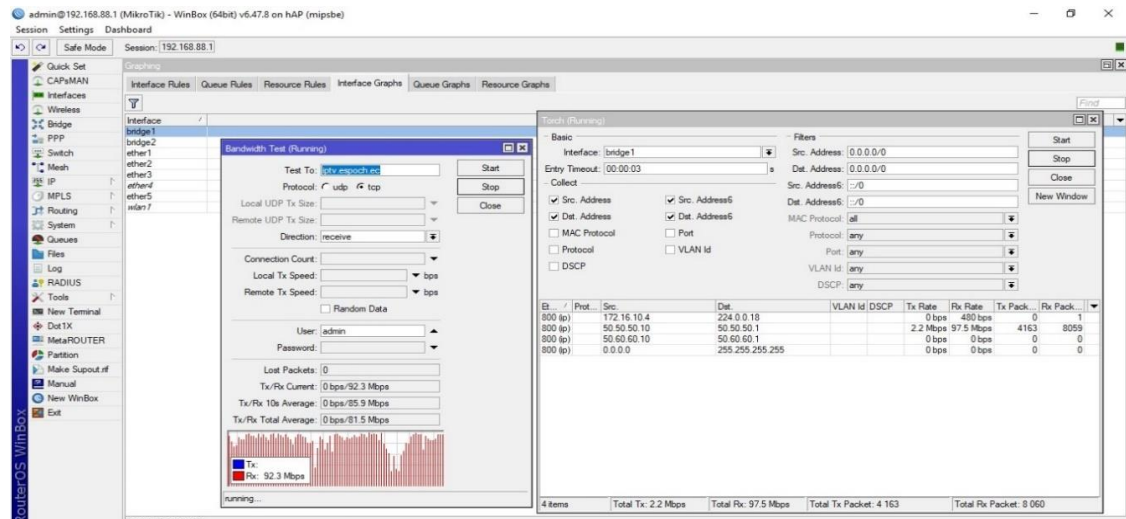 admin@192.168.88.1 (MikroTik) - WinBox (64bit) v6.47.8 on hAP (mipsbe)
Session Settings Dashboard
Safe Mode Session: 192.168.88.1
Quick Set
CAPsMAN
Interfaces
Wireless
Bridge
PPP
Switch
Mesh
IP
MPLS
Routing
System
Queues
Files
Log
RADIUS
Tools
New Terminal
Dot1X
MetaROUTER
Partition
Make Supout.rif
Manual
New WinBox
Exit
RouterOS WinBox
Graphing
Interface Rules Queue Rules Resource Rules Interface Graphs Queue Graphs Resource Graphs
Find
Interface
bridge1
bridge2
ether1
ether2
ether3
ether4
ether5
wlan1
Bandwidth Test (Running)
Test To: iptv.espoch.ec
Protocol: udp tcp
Local UDP Tx Size:
Remote UDP Tx Size:
Direction: receive
Connection Count:
Local Tx Speed: bps
Remote Tx Speed: bps
Random Data
User: admin
Password:
Lost Packets: 0
Tx/Rx Current: 0 bps/92.3 Mbps
Tx/Rx 10s Average: 0 bps/85.9 Mbps
Tx/Rx Total Average: 0 bps/81.5 Mbps
Tx:
Rx: 92.3 Mbps
running...
Start
Stop
Close
Torch (Running)
Basic
Interface: bridge1
Entry Timeout: 00:00:03 s
Collect
Src. Address Src. Address6
Dst. Address Dst. Address6
MAC Protocol Port
Protocol VLAN Id
DSCP
Filters
Src. Address: 0.0.0.0/0
Dst. Address: 0.0.0.0/0
Src. Address6: ::/0
Dst. Address6: ::/0
MAC Protocol: all
Protocol: any
Port: any
VLAN Id: any
DSCP: any
Start
Stop
Close
New Window
Et... Prot... Src. Dst. VLAN Id DSCP Tx Rate Rx Rate Tx Pack... Rx Pack...
800 (ip) 172.16.10.4 224.0.0.18 0 bps 480 bps 0 1
800 (ip) 50.50.50.10 50.50.50.1 2.2 Mbps 97.5 Mbps 4163 8059
800 (ip) 50.60.60.10 50.60.60.1 0 bps 0 bps 0 0
800 (ip) 0.0.0.0 255.255.255.255 0 bps 0 bps 0 0
4 items Total Tx: 2.2 Mbps Total Rx: 97.5 Mbps Total Tx Packet: 4 163 Total Rx Packet: 8 060